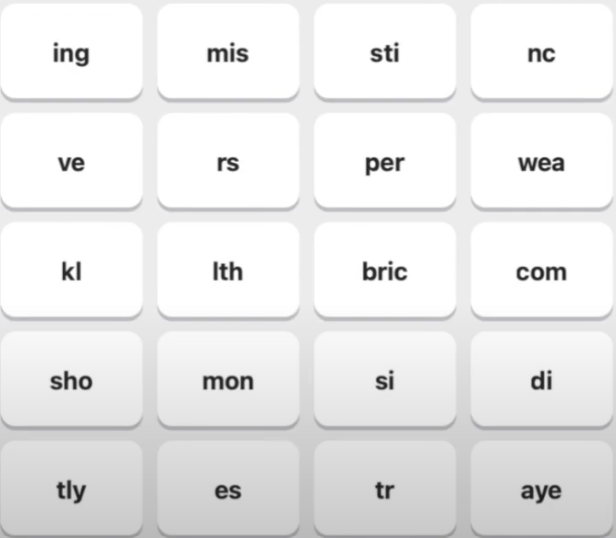 ing mis sti nc
ve rs per wea
kl lth bric com
sho mon si di
tly es tr aye